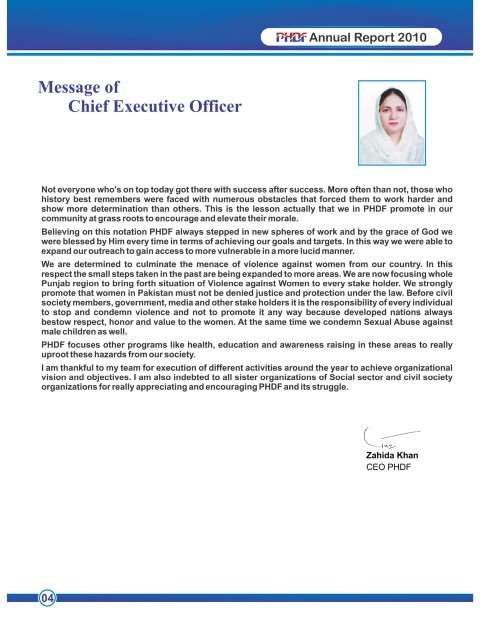 PHDF Annual Report 2010
Message of
Chief Executive Officer
Not everyone who's on top today got there with success after success. More often than not, those who
history best remembers were faced with numerous obstacles that forced them to work harder and
show more determination than others. This is the lesson actually that we in PHDF promote in our
community at grass roots to encourage and elevate their morale.
Believing on this notation PHDF always stepped in new spheres of work and by the grace of God we
were blessed by Him every time in terms of achieving our goals and targets. In this way we were able to
expand our outreach to gain access to more vulnerable in a more lucid manner.
We are determined to culminate the menace of violence against women from our country. In this
respect the small steps taken in the past are being expanded to more areas. We are now focusing whole
Punjab region to bring forth situation of Violence against Women to every stake holder. We strongly
promote that women in Pakistan must not be denied justice and protection under the law. Before civil
society members, government, media and other stake holders it is the responsibility of every individual
to stop and condemn violence and not to promote it any way because developed nations always
bestow respect, honor and value to the women. At the same time we condemn Sexual Abuse against
male children as well.
PHDF focuses other programs like health, education and awareness raising in these areas to really
uproot these hazards from our society.
I am thankful to my team for execution of different activities around the year to achieve organizational
vision and objectives. I am also indebted to all sister organizations of Social sector and civil society
organizations for really appreciating and encouraging PHDF and its struggle.
Zahida Khan
CEO PHDF
04